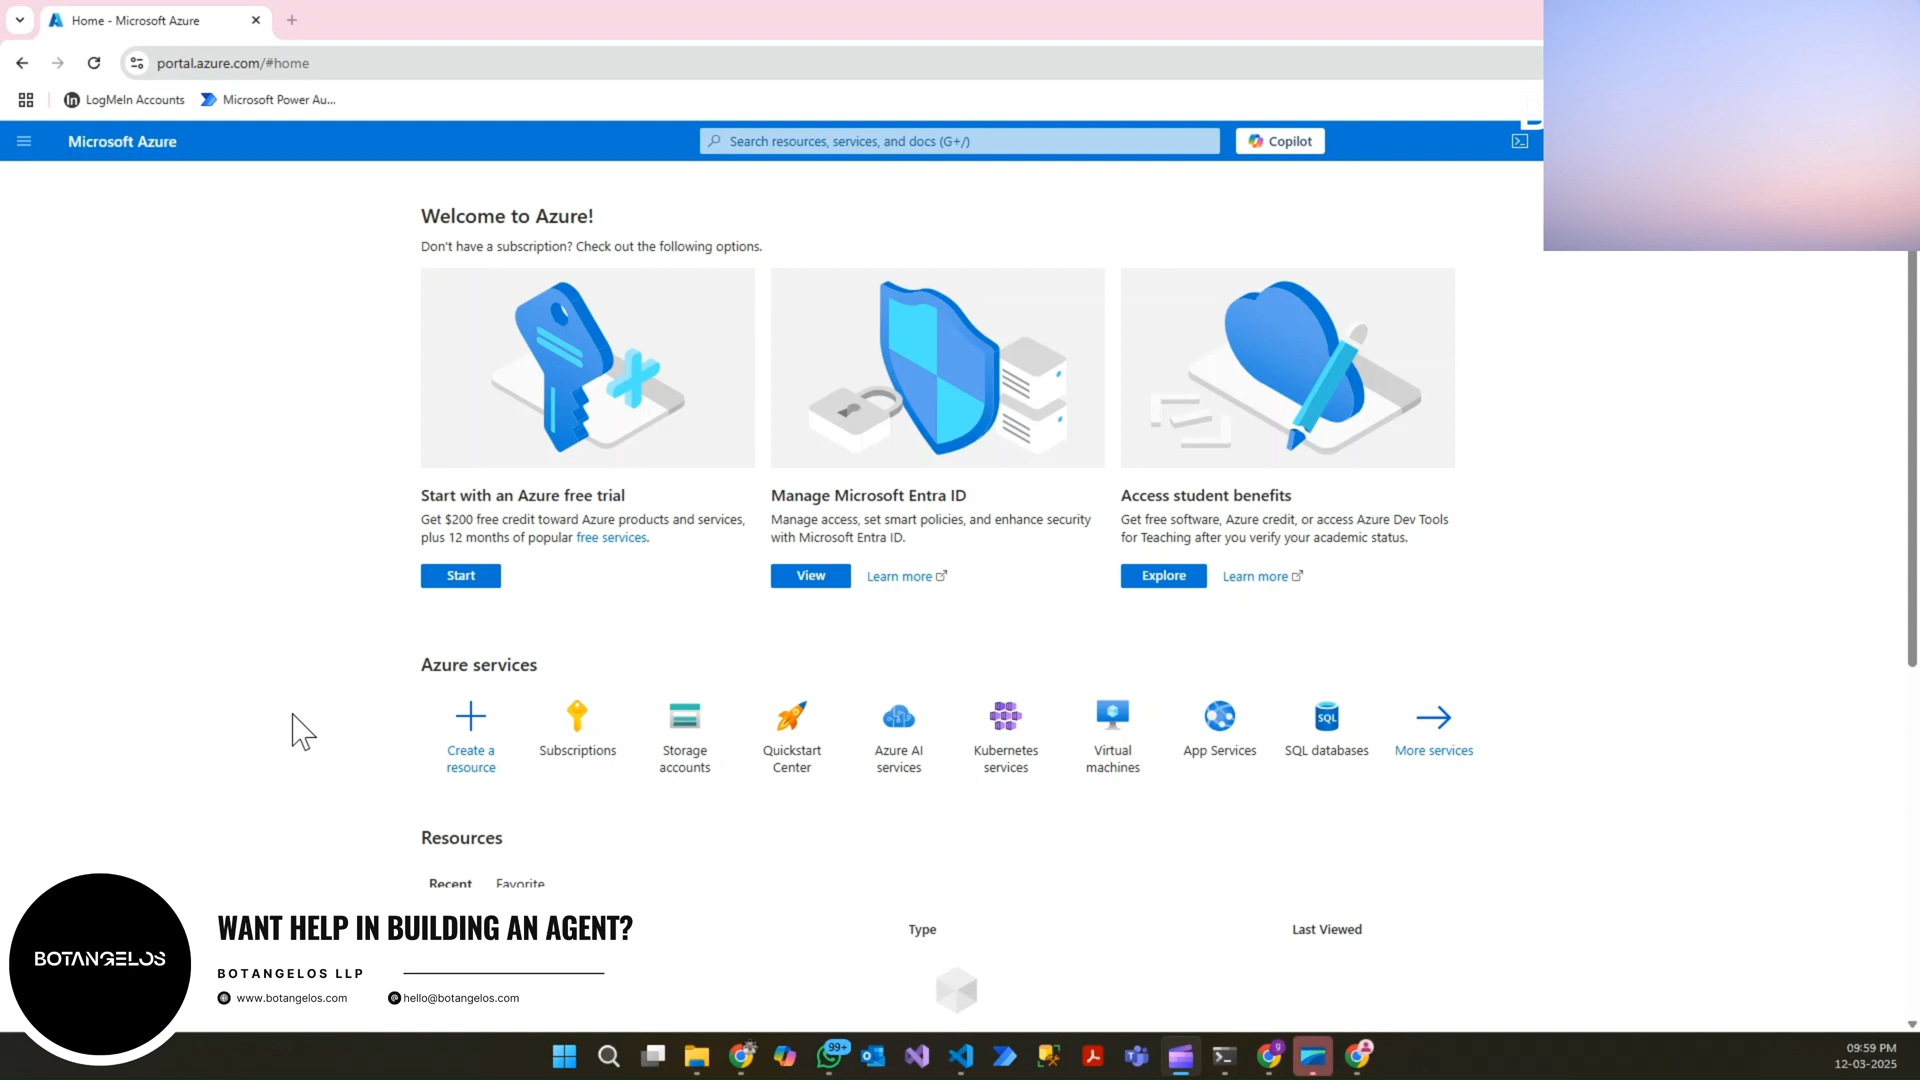 Home - Microsoft Azure
portal.azure.com/#home
LogMeIn Accounts
Microsoft Power Au...
Microsoft Azure
Search resources, services, and docs (G+/)
Copilot
Welcome to Azure!
Don't have a subscription? Check out the following options.
Start with an Azure free trial
Get $200 free credit toward Azure products and services,
plus 12 months of popular free services.
Start
Manage Microsoft Entra ID
Manage access, set smart policies, and enhance security
with Microsoft Entra ID.
View
Learn more
Access student benefits
Get free software, Azure credit, or access Azure Dev Tools
for Teaching after you verify your academic status.
Explore
Learn more
Azure services
Create a
resource
Subscriptions
Storage
accounts
Quickstart
Center
Azure AI
services
Kubernetes
services
Virtual
machines
App Services
SQL
SQL databases
More services
Resources
Recent
Favorite
Type
Last Viewed
BOTANGELOS
WANT HELP IN BUILDING AN AGENT?
BOTANGELOS LLP
www.botangelos.com
hello@botangelos.com
99+
9
09:59 PM
12-03-2025